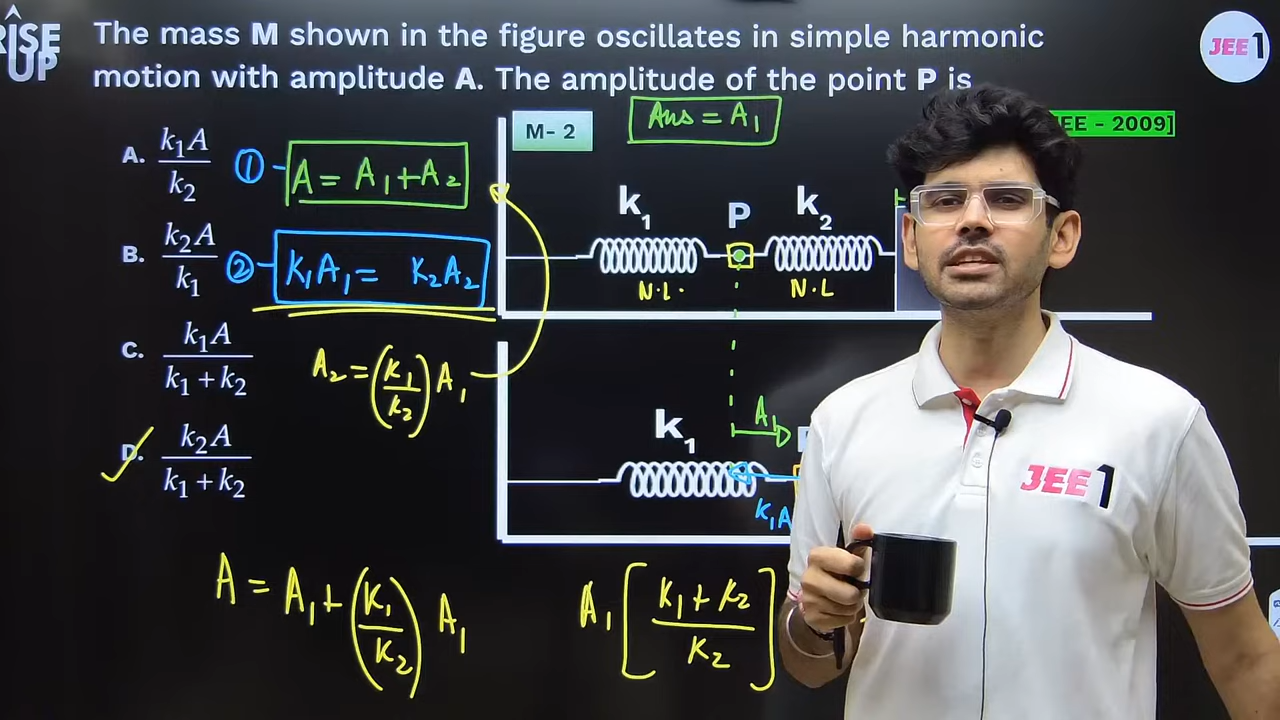 RISE
UP
The mass M shown in the figure oscillates in simple harmonic
motion with amplitude A. The amplitude of the point P is
JEE 1
EE - 2009]
M- 2
Ans = A₁
A. k₁A / k₂
① A = A₁ + A₂
B. k₂A / k₁
② K₁A₁ = K₂A₂
k₁
P
k₂
N.L.
N.L
C. k₁A / (k₁ + k₂)
A₂ = (K₁/K₂) A₁
D. k₂A / (k₁ + k₂)
k₁
A₁
K₁A
JEE 1
A = A₁ + (K₁/K₂) A₁
A₁ [(K₁ + K₂)/K₂]